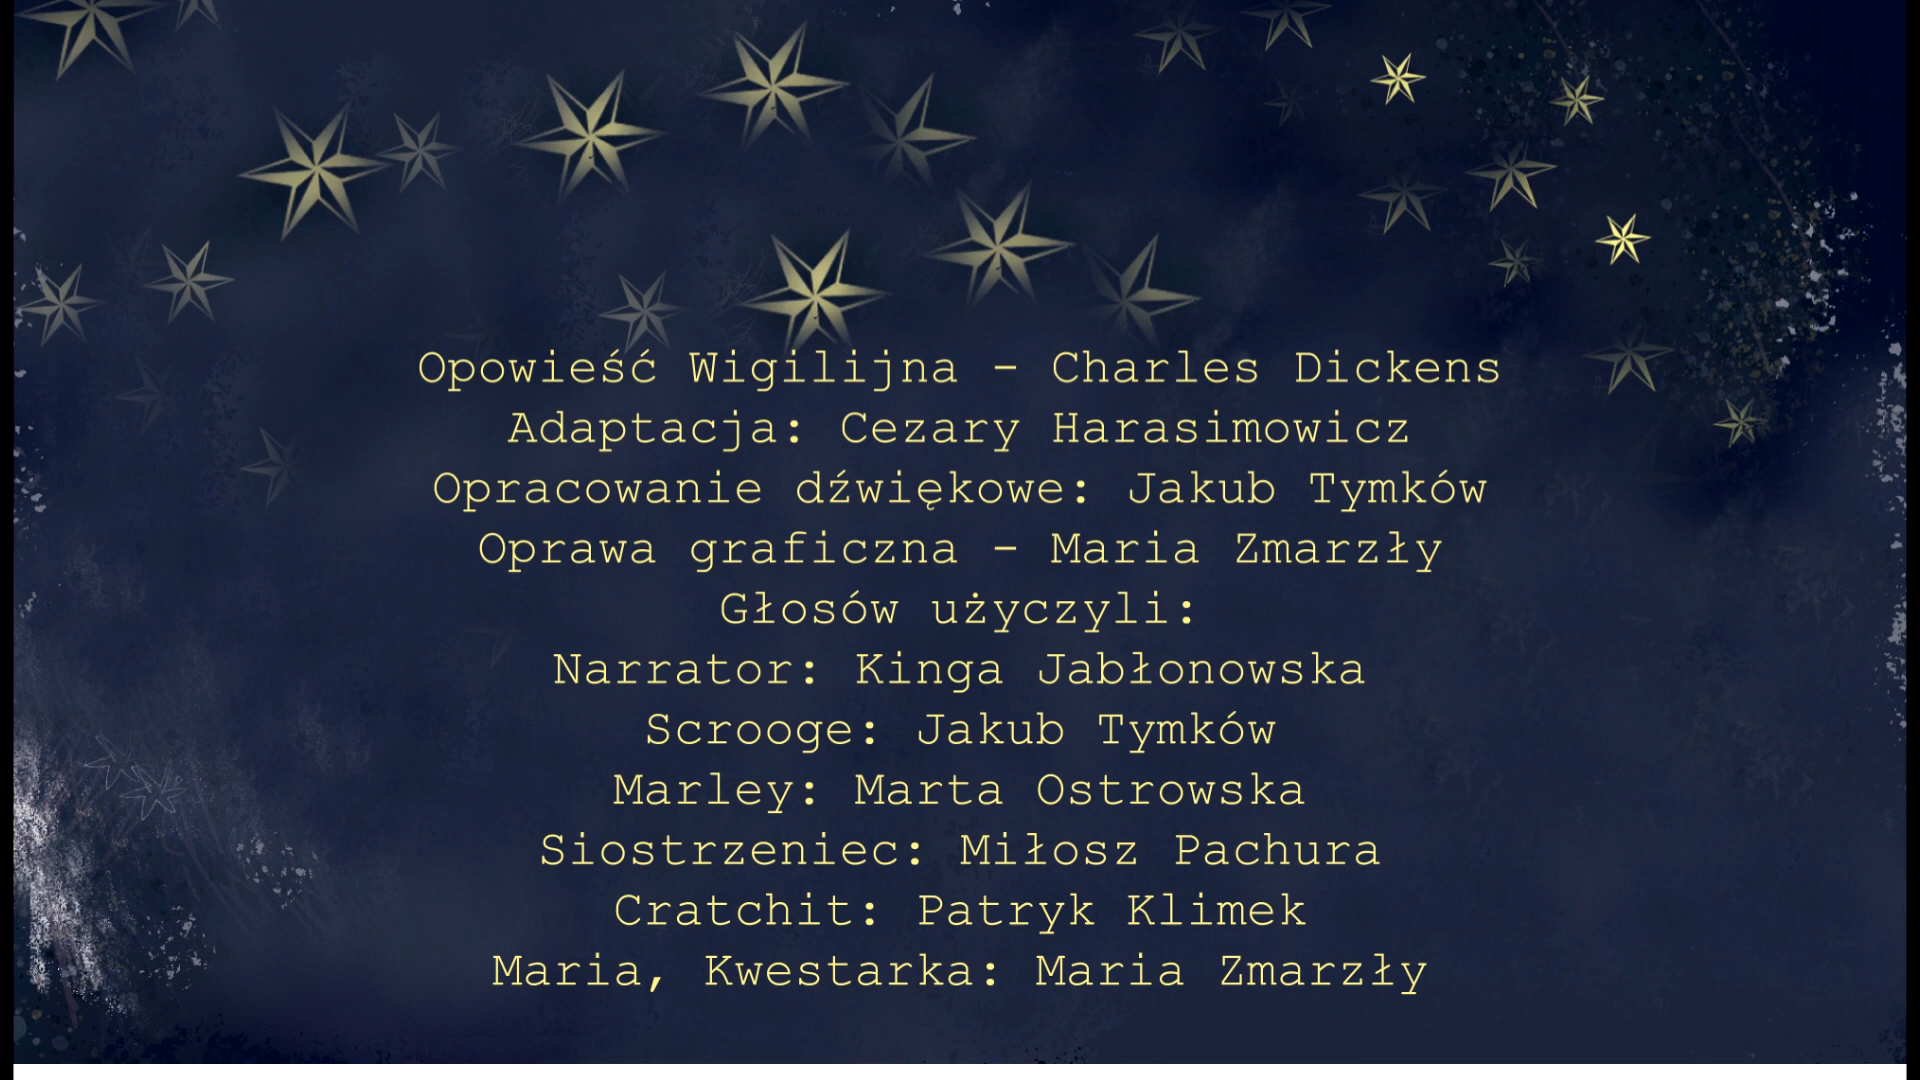 Opowieść Wigilijna - Charles Dickens
Adaptacja: Cezary Harasimowicz
Opracowanie dźwiękowe: Jakub Tymków
Oprawa graficzna - Maria Zmarzły
Głosów użyczyli:
Narrator: Kinga Jabłonowska
Scrooge: Jakub Tymków
Marley: Marta Ostrowska
Siostrzeniec: Miłosz Pachura
Cratchit: Patryk Klimek
Maria, Kwestarka: Maria Zmarzły